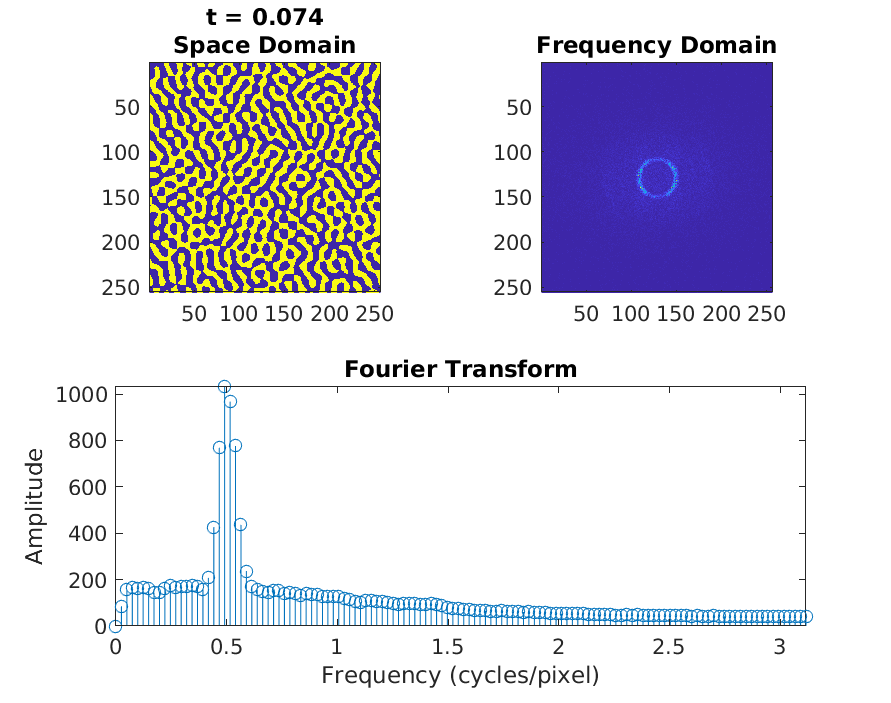 t = 0.074
Space Domain
50
100
150
200
250
50 100 150 200 250
Frequency Domain
50
100
150
200
250
50 100 150 200 250
Fourier Transform
Amplitude
1000
800
600
400
200
0
0 0.5 1 1.5 2 2.5 3
Frequency (cycles/pixel)